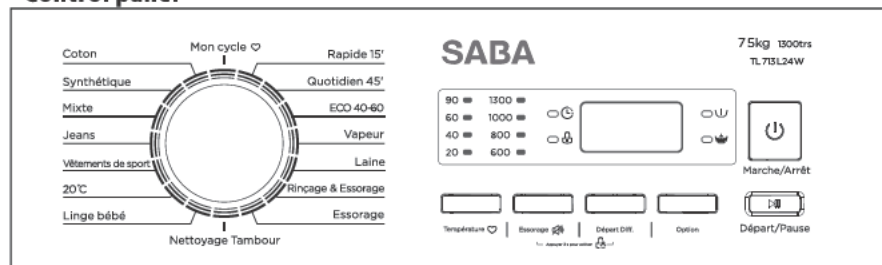 Control panel
Mon cycle
Coton
Synthétique
Mixte
Jeans
Vêtements de sport
20℃
Linge bébé
Nettoyage Tambour
Rapide 15'
Quotidien 45'
ECO 40-60
Vapeur
Laine
Rinçage & Essorage
Essorage
SABA
7 5kg 1300trs
TL713L24W
90 1300
60 1000
40 800
20 600
Marche/Arrêt
Température Essorage Départ Diff. Option
Départ/Pause